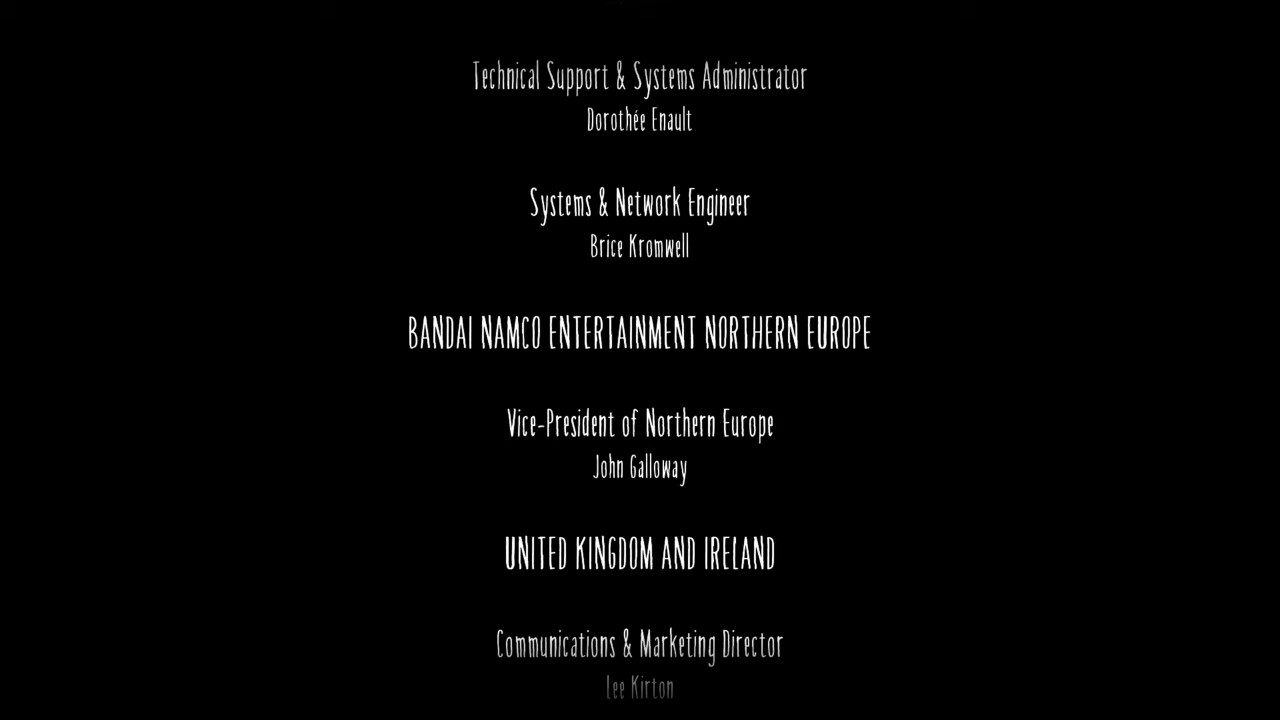 Technical Support & Systems Administrator
Dorothée Enault
Systems & Network Engineer
Brice Kromwell
BANDAI NAMCO ENTERTAINMENT NORTHERN EUROPE
Vice-President of Northern Europe
John Galloway
UNITED KINGDOM AND IRELAND
Communications & Marketing Director
Lee Kirton